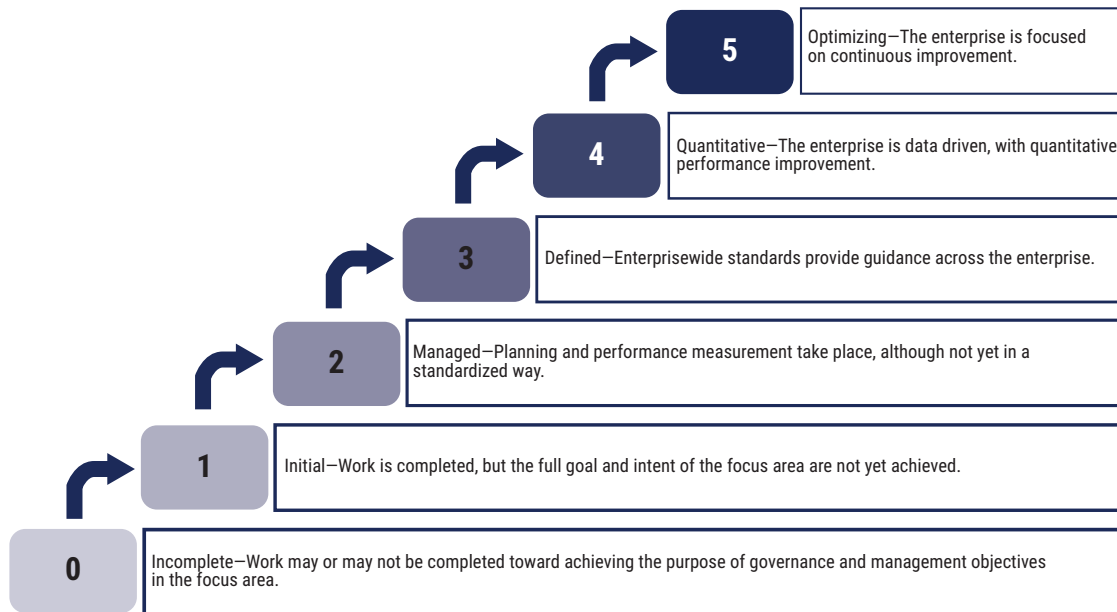 5
Optimizing—The enterprise is focused
on continuous improvement.
4
Quantitative—The enterprise is data driven, with quantitative
performance improvement.
3
Defined—Enterprisewide standards provide guidance across the enterprise.
2
Managed—Planning and performance measurement take place, although not yet in a
standardized way.
1
Initial—Work is completed, but the full goal and intent of the focus area are not yet achieved.
0
Incomplete—Work may or may not be completed toward achieving the purpose of governance and management objectives
in the focus area.